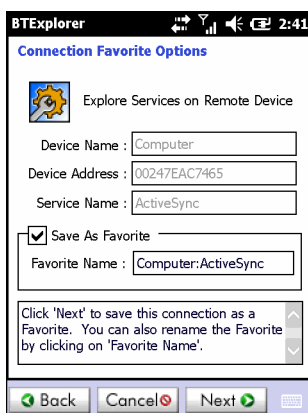 BTExplorer 2:41
Connection Favorite Options
Explore Services on Remote Device
Device Name : Computer
Device Address : 00247EAC7465
Service Name : ActiveSync
Save As Favorite
Favorite Name : Computer:ActiveSync
Click 'Next' to save this connection as a
Favorite. You can also rename the Favorite
by clicking on 'Favorite Name'.
Back Cancel Next